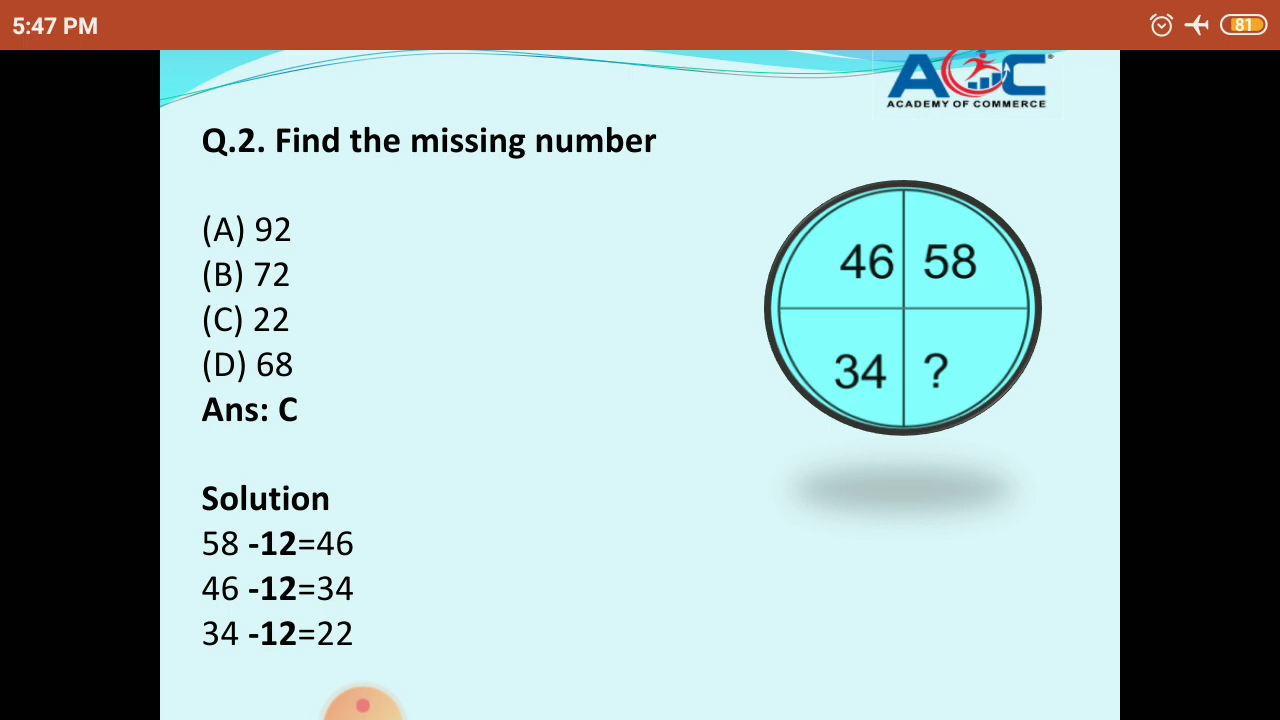 5:47 PM
81
AOC
ACADEMY OF COMMERCE
Q.2. Find the missing number
(A) 92
(B) 72
(C) 22
(D) 68
Ans: C
46 58
34 ?
Solution
58 -12=46
46 -12=34
34 -12=22